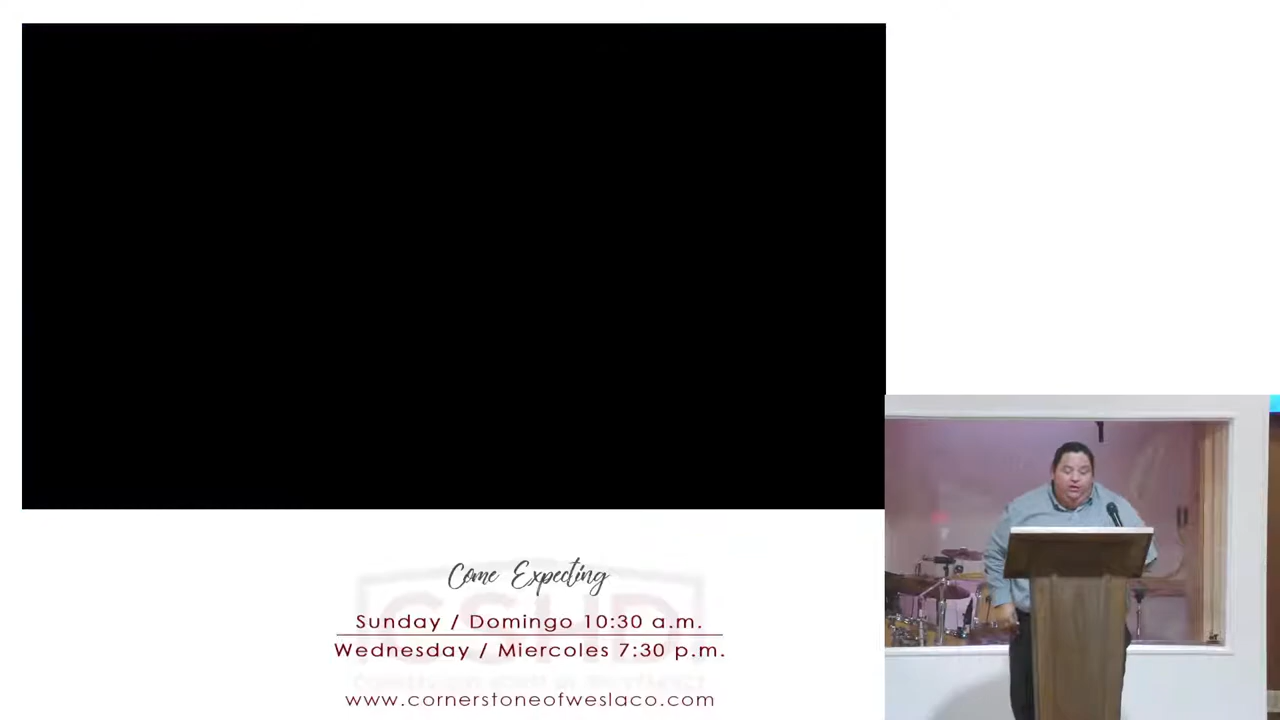 Come Expecting
Sunday / Domingo 10:30 a.m.
Wednesday / Miercoles 7:30 p.m.
www.cornerstoneofweslaco.com